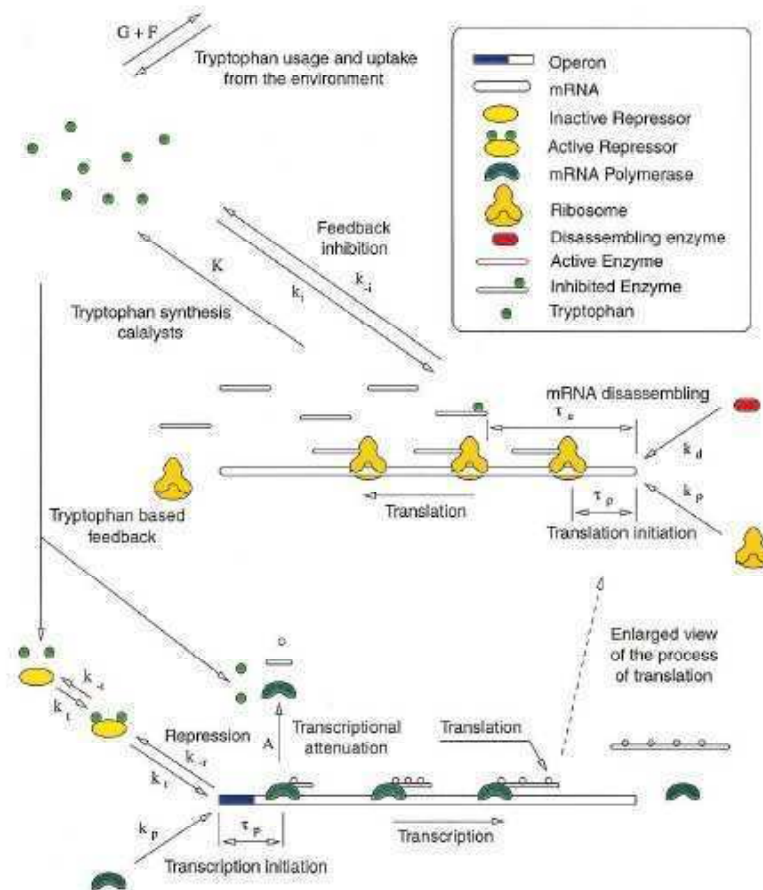 G + F
Tryptophan usage and uptake
from the environment
Operon
mRNA
Inactive Repressor
Active Repressor
mRNA Polymerase
Ribosome
Disassembling enzyme
Active Enzyme
Inhibited Enzyme
Tryptophan
Feedback
inhibition
K
k_i
k_-i
Tryptophan synthesis
calalysts
mRNA disassembling
τ_e
k_d
k_ρ
τ_ρ
Translation
Translation initiation
Tryptophan based
feedback
Enlarged view
of the process
of translation
k_-t
k_t
Repression
k_-r
k_r
A
Transcriptional
attenuation
Translation
k_p
τ_p
Transcription
Transcription initiation